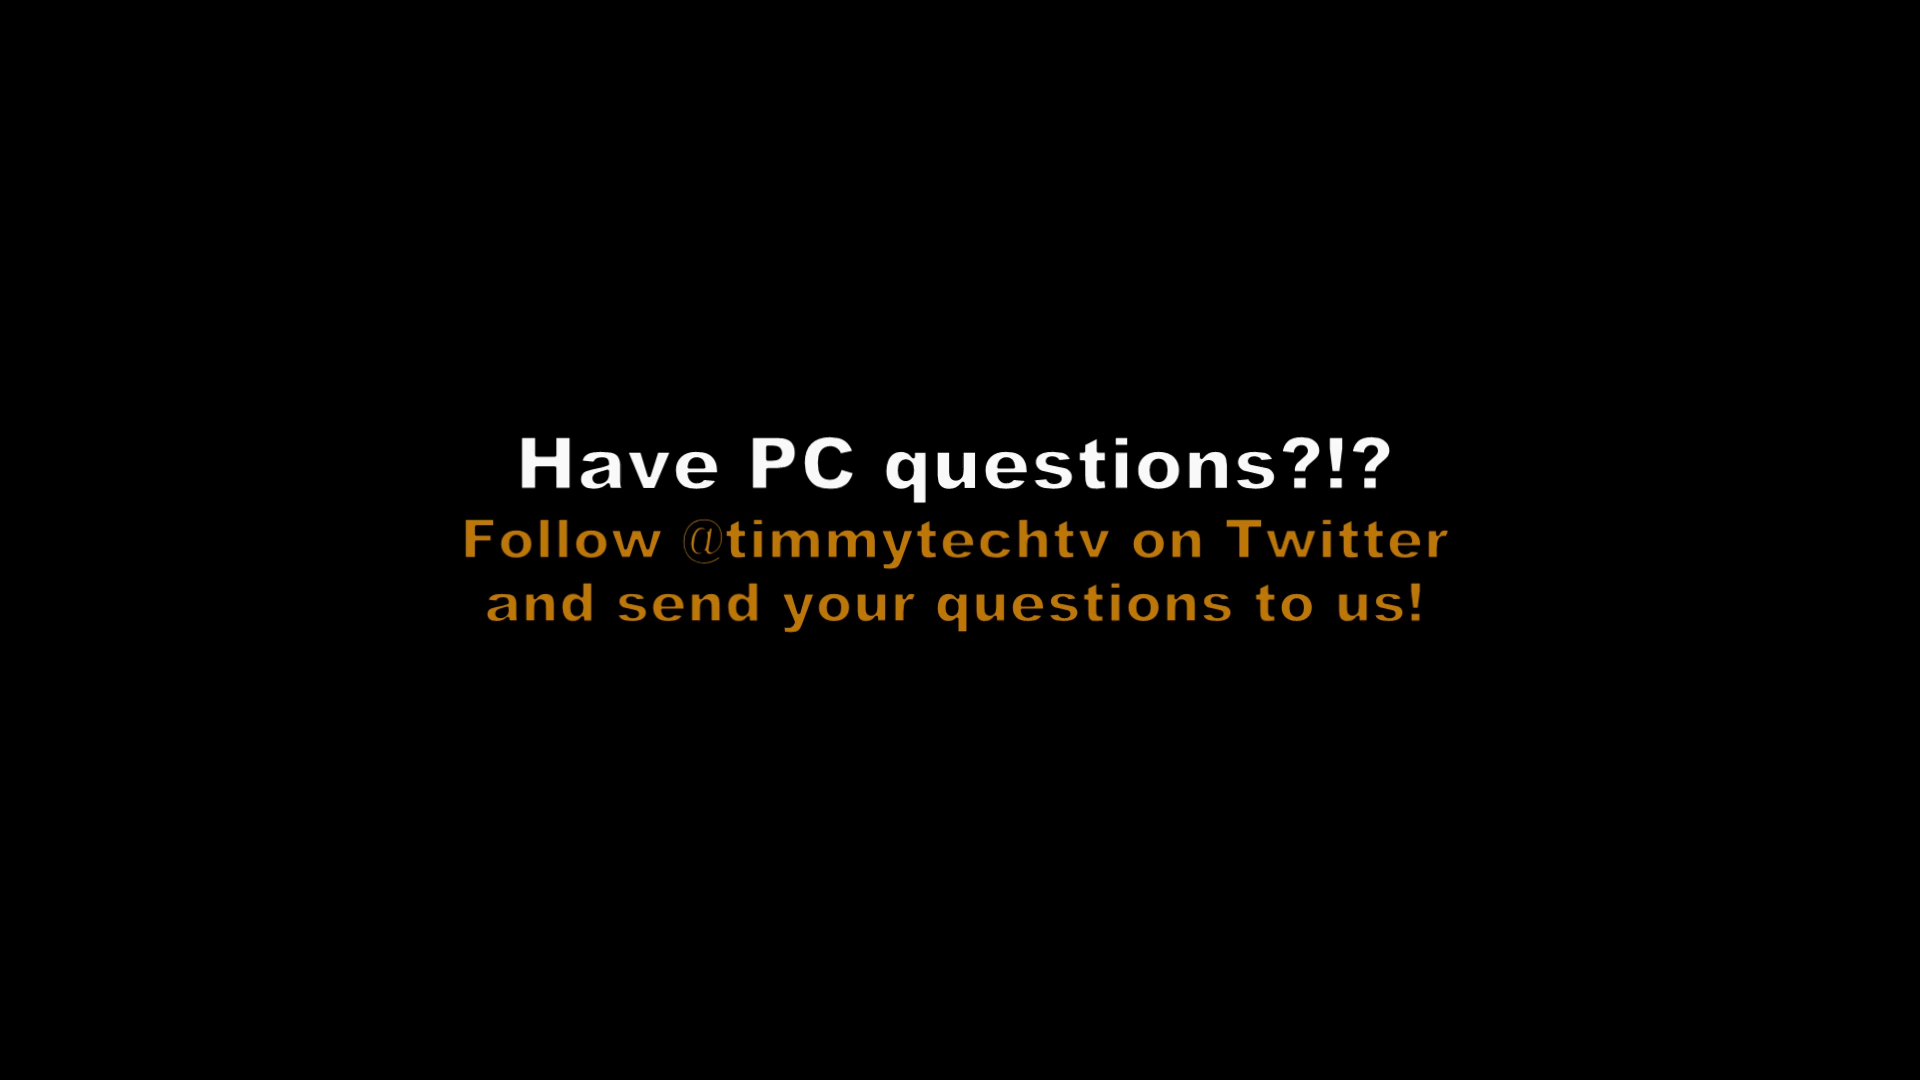 Have PC questions?!?
Follow @timmytechtv on Twitter
and send your questions to us!